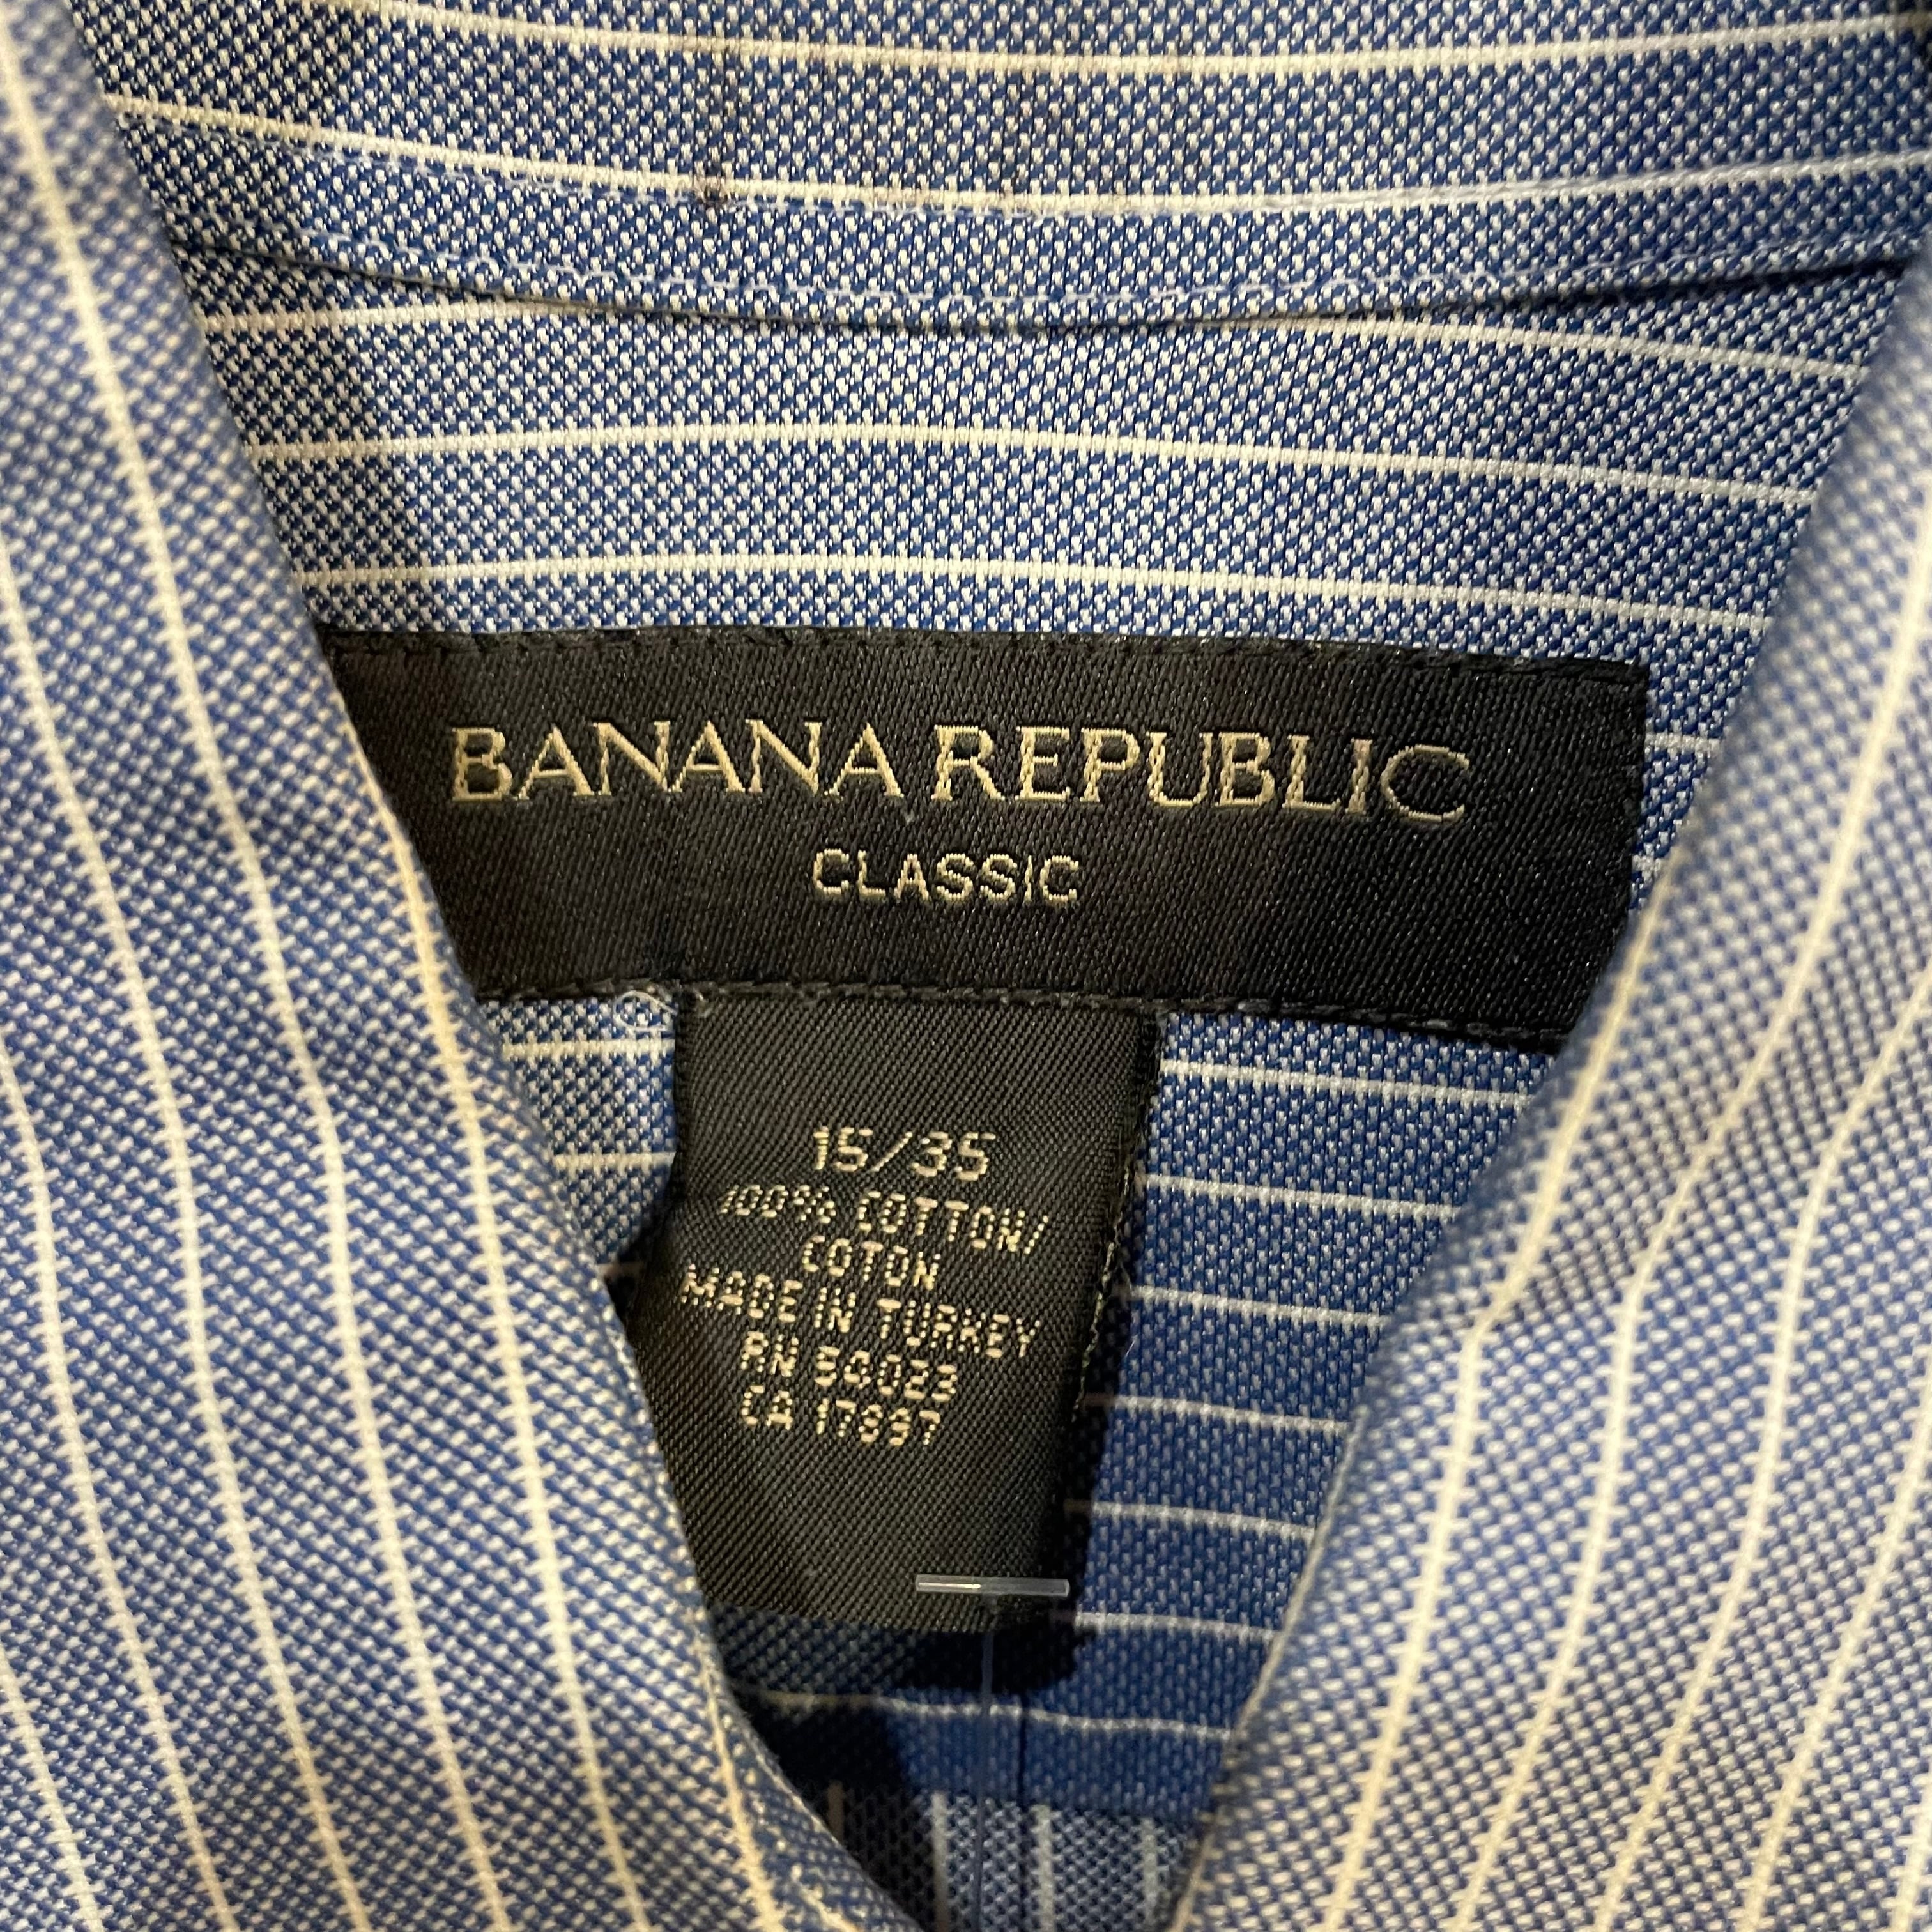 BANANA REPUBLIC
CLASSIC
15/35
100% COTTON/
COTON
MADE IN TURKEY
RN 54023
CA 17897